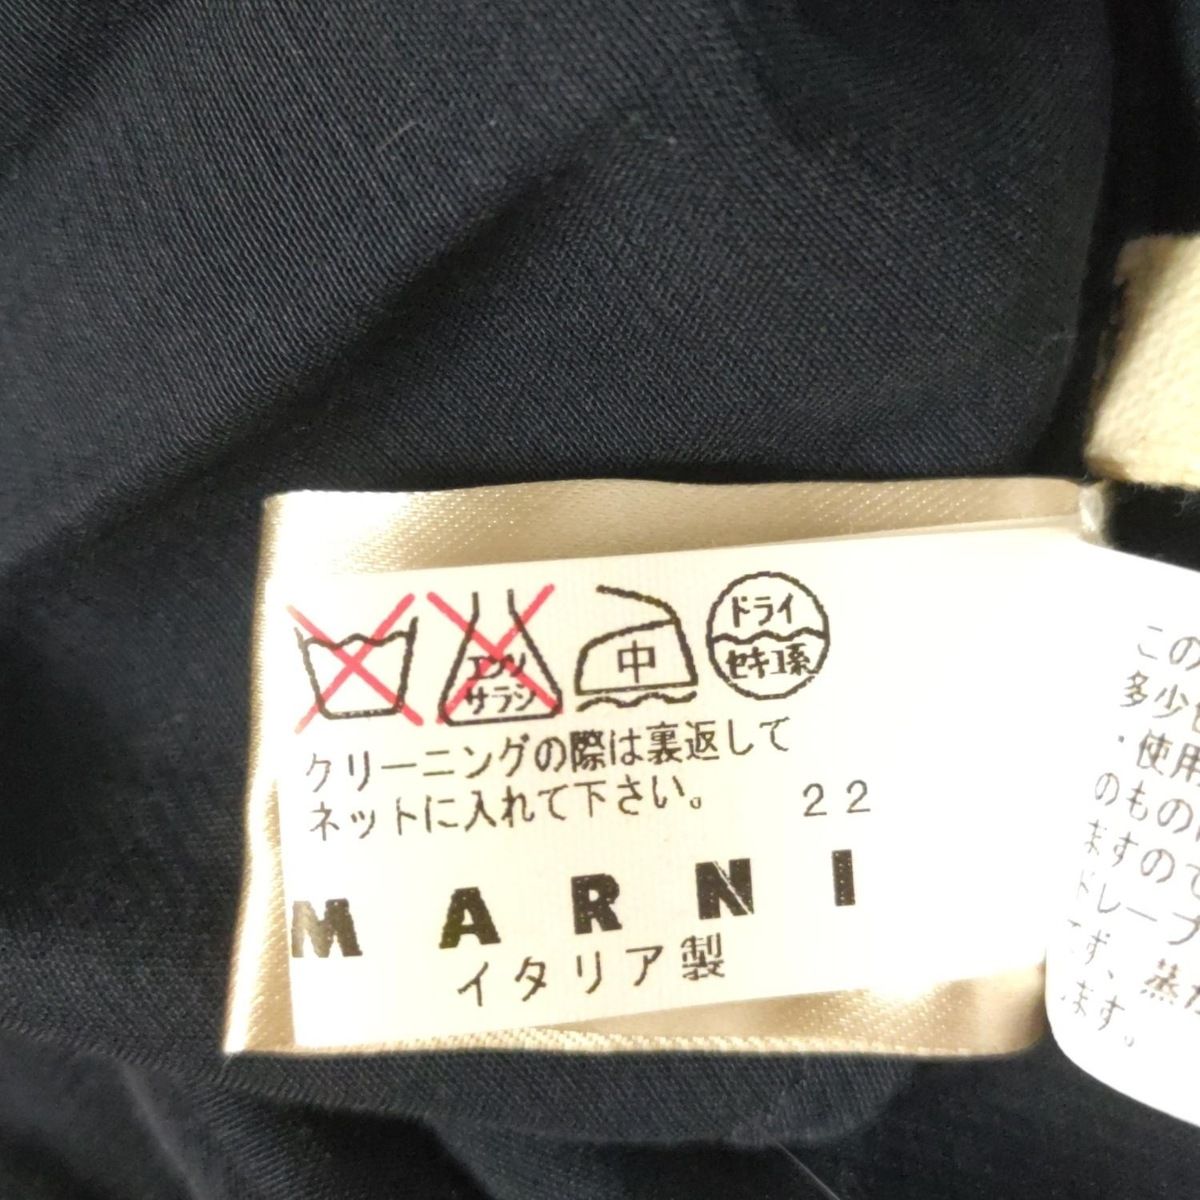 エンソ
サラシ
中
ドライ
セキユ系
クリーニングの際は裏返して
ネットに入れて下さい。
22
MARNI
イタリア製
この
多少
・使用
のもの
ますので
ドレープ
ず、蒸
ます。